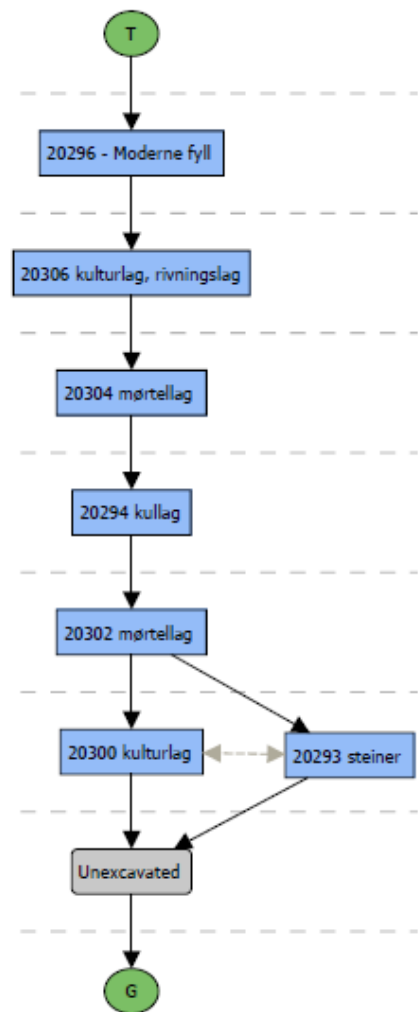 T
20296 - Moderne fyll
20306 kulturlag, rivningslag
20304 mørtellag
20294 kullag
20302 mørtellag
20300 kulturlag
20293 steiner
Unexcavated
G